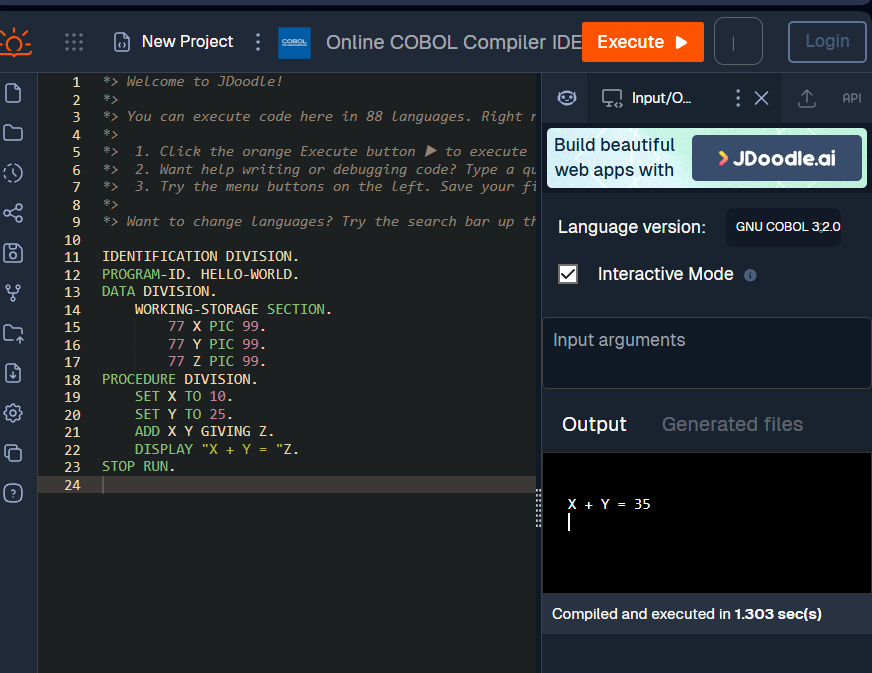 New Project
COBOL
Online COBOL Compiler IDE
Execute
Login
1 *> Welcome to JDoodle!
2 *>
3 *> You can execute code here in 88 languages. Right
4 *>
5 *>  1. Click the orange Execute button ▶ to execute
6 *>  2. Want help writing or debugging code? Type a
7 *>  3. Try the menu buttons on the left. Save your
8 *>
9 *> Want to change languages? Try the search bar up
10
11 IDENTIFICATION DIVISION.
12 PROGRAM-ID. HELLO-WORLD.
13 DATA DIVISION.
14     WORKING-STORAGE SECTION.
15         77 X PIC 99.
16         77 Y PIC 99.
17         77 Z PIC 99.
18 PROCEDURE DIVISION.
19     SET X TO 10.
20     SET Y TO 25.
21     ADD X Y GIVING Z.
22     DISPLAY "X + Y = "Z.
23 STOP RUN.
24
Input/O...
API
Build beautiful
web apps with
JDoodle.ai
Language version:
GNU COBOL 3.2.0
Interactive Mode
Input arguments
Output
Generated files
X + Y = 35
Compiled and executed in 1.303 sec(s)